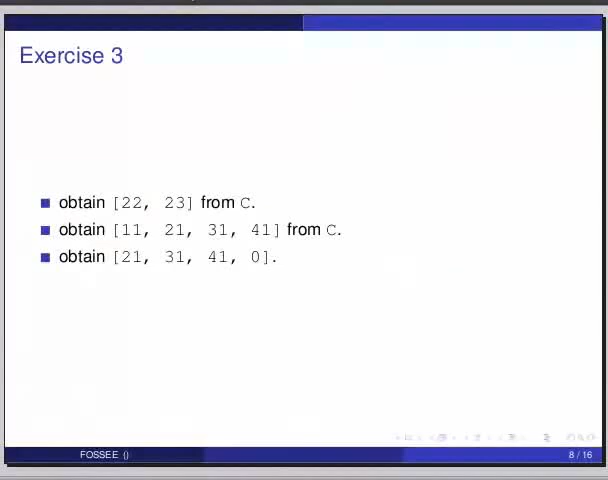 Exercise 3
obtain [22, 23] from C.
obtain [11, 21, 31, 41] from C.
obtain [21, 31, 41, 0].
FOSSEE () 8 / 16